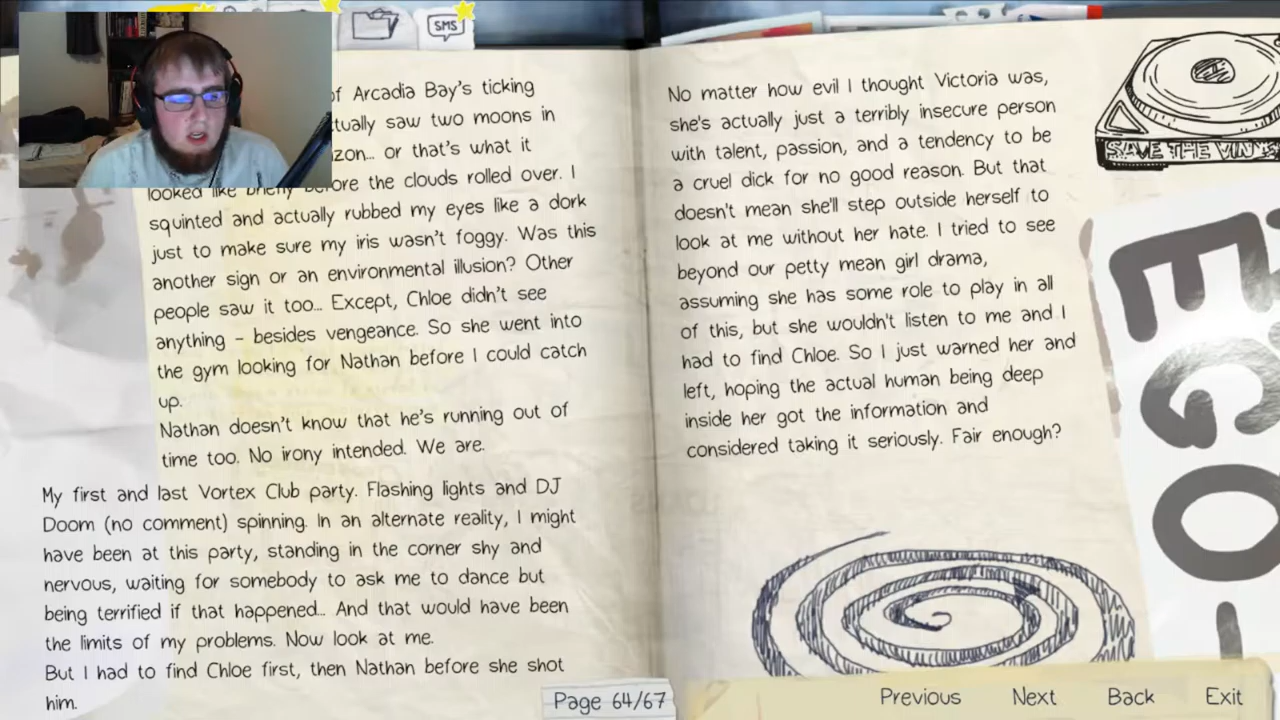 SMS
of Arcadia Bay's ticking
tually saw two moons in
izon... or that's what it
looked like briefly before the clouds rolled over. I
squinted and actually rubbed my eyes like a dork
just to make sure my iris wasn't foggy. Was this
another sign or an environmental illusion? Other
people saw it too... Except, Chloe didn't see
anything - besides vengeance. So she went into
the gym looking for Nathan before I could catch
up.
Nathan doesn't know that he's running out of
time too. No irony intended. We are.
My first and last Vortex Club party. Flashing lights and DJ
Doom (no comment) spinning. In an alternate reality, I might
have been at this party, standing in the corner shy and
nervous, waiting for somebody to ask me to dance but
being terrified if that happened... And that would have been
the limits of my problems. Now look at me.
But I had to find Chloe first, then Nathan before she shot
him.
No matter how evil I thought Victoria was,
she's actually just a terribly insecure person
with talent, passion, and a tendency to be
a cruel dick for no good reason. But that
doesn't mean she'll step outside herself to
look at me without her hate. I tried to see
beyond our petty mean girl drama,
assuming she has some role to play in all
of this, but she wouldn't listen to me and I
had to find Chloe. So I just warned her and
left, hoping the actual human being deep
inside her got the information and
considered taking it seriously. Fair enough?
SAVE THE VINYLS
EGO-
Page 64/67
Previous Next Back Exit